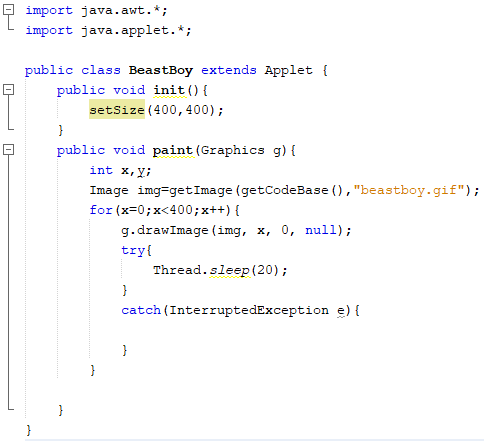 import java.awt.*;
import java.applet.*;
public class BeastBoy extends Applet {
public void init(){
setSize(400,400);
}
public void paint(Graphics g){
int x,y;
Image img=getImage(getCodeBase(),"beastboy.gif");
for(x=0;x<400;x++){
g.drawImage(img, x, 0, null);
try{
Thread.sleep(20);
}
catch(InterruptedException e){
}
}
}
}